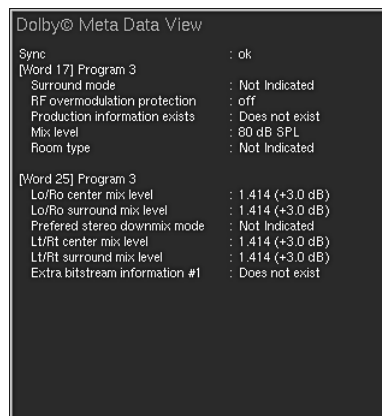 Dolby© Meta Data View
Sync : ok
[Word 17] Program 3
Surround mode : Not Indicated
RF overmodulation protection : off
Production information exists : Does not exist
Mix level : 80 dB SPL
Room type : Not Indicated
[Word 25] Program 3
Lo/Ro center mix level : 1.414 (+3.0 dB)
Lo/Ro surround mix level : 1.414 (+3.0 dB)
Prefered stereo downmix mode : Not Indicated
Lt/Rt center mix level : 1.414 (+3.0 dB)
Lt/Rt surround mix level : 1.414 (+3.0 dB)
Extra bitstream information #1 : Does not exist